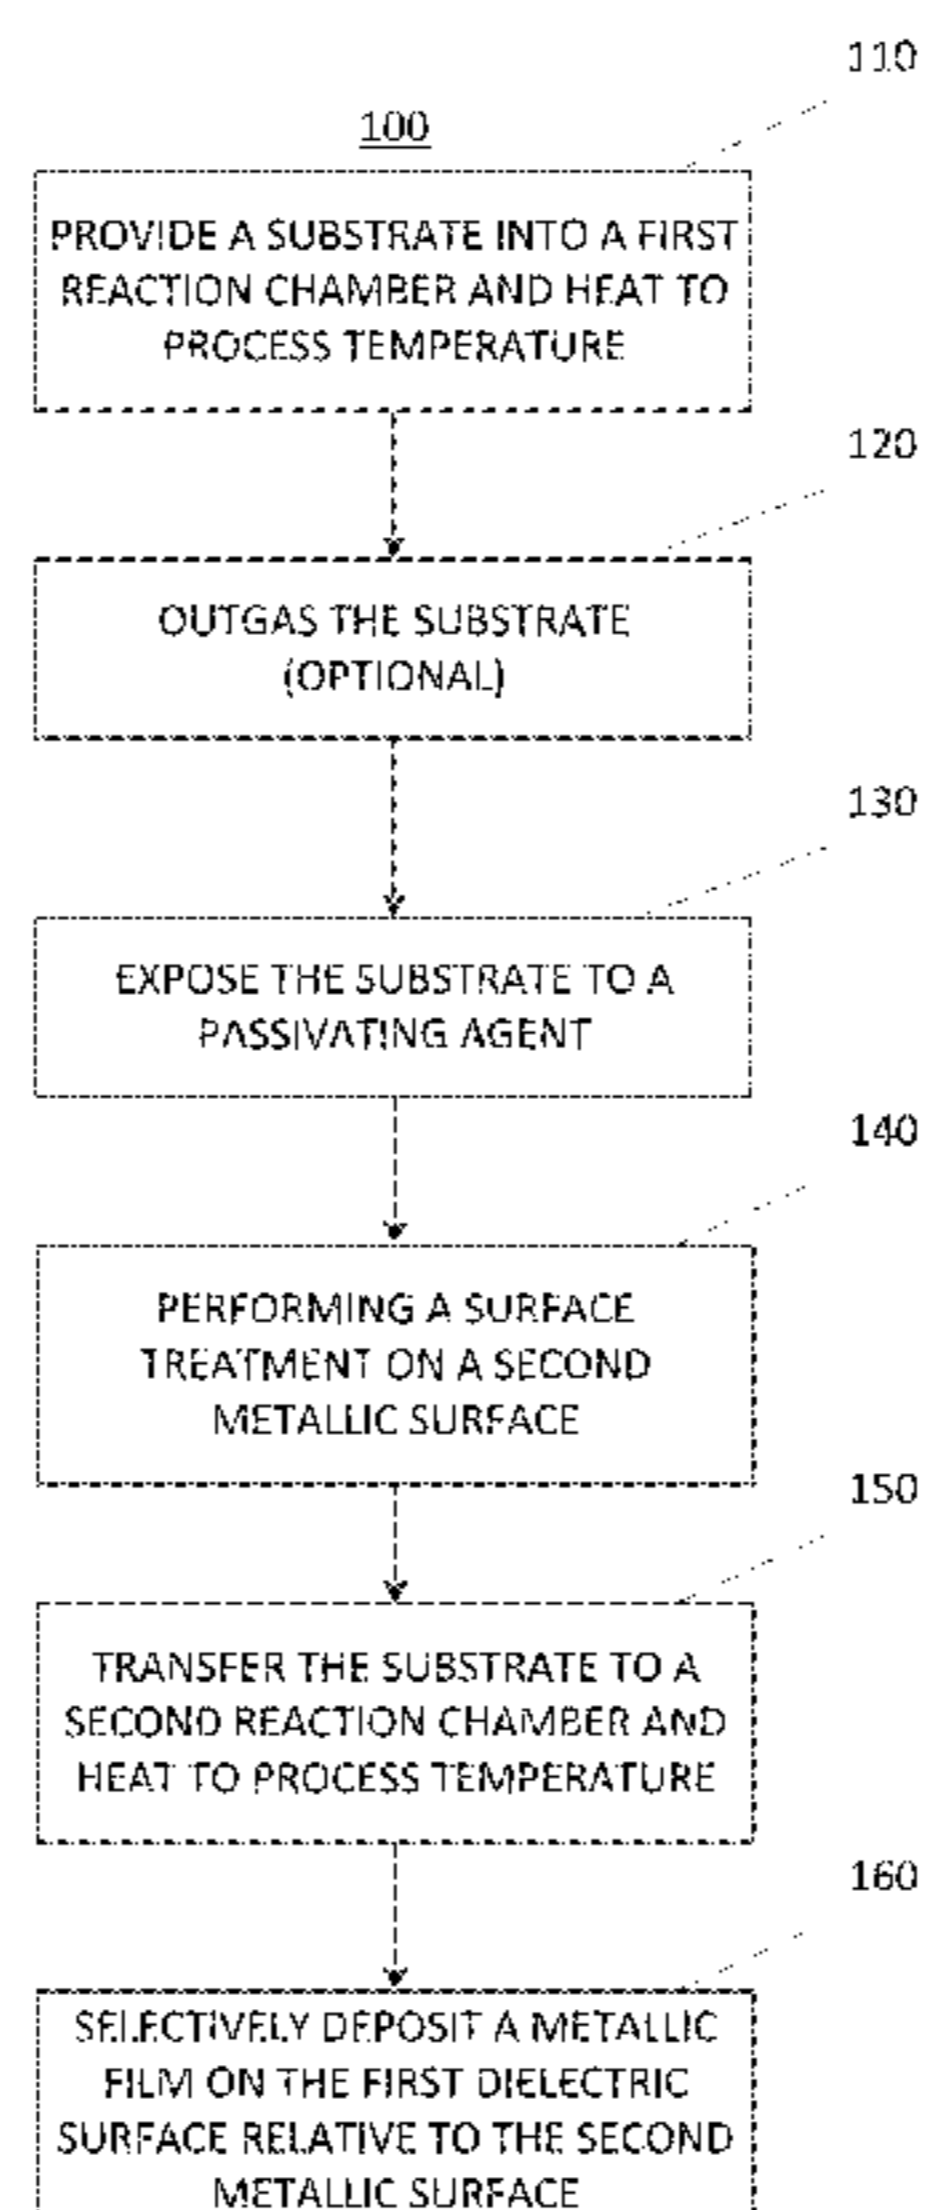 110
100
PROVIDE A SUBSTRATE INTO A FIRST
REACTION CHAMBER AND HEAT TO
PROCESS TEMPERATURE
120
OUTGAS THE SUBSTRATE
(OPTIONAL)
130
EXPOSE THE SUBSTRATE TO A
PASSIVATING AGENT
140
PERFORMING A SURFACE
TREATMENT ON A SECOND
METALLIC SURFACE
150
TRANSFER THE SUBSTRATE TO A
SECOND REACTION CHAMBER AND
HEAT TO PROCESS TEMPERATURE
160
SELECTIVELY DEPOSIT A METALLIC
FILM ON THE FIRST DIELECTRIC
SURFACE RELATIVE TO THE SECOND
METALLIC SURFACE